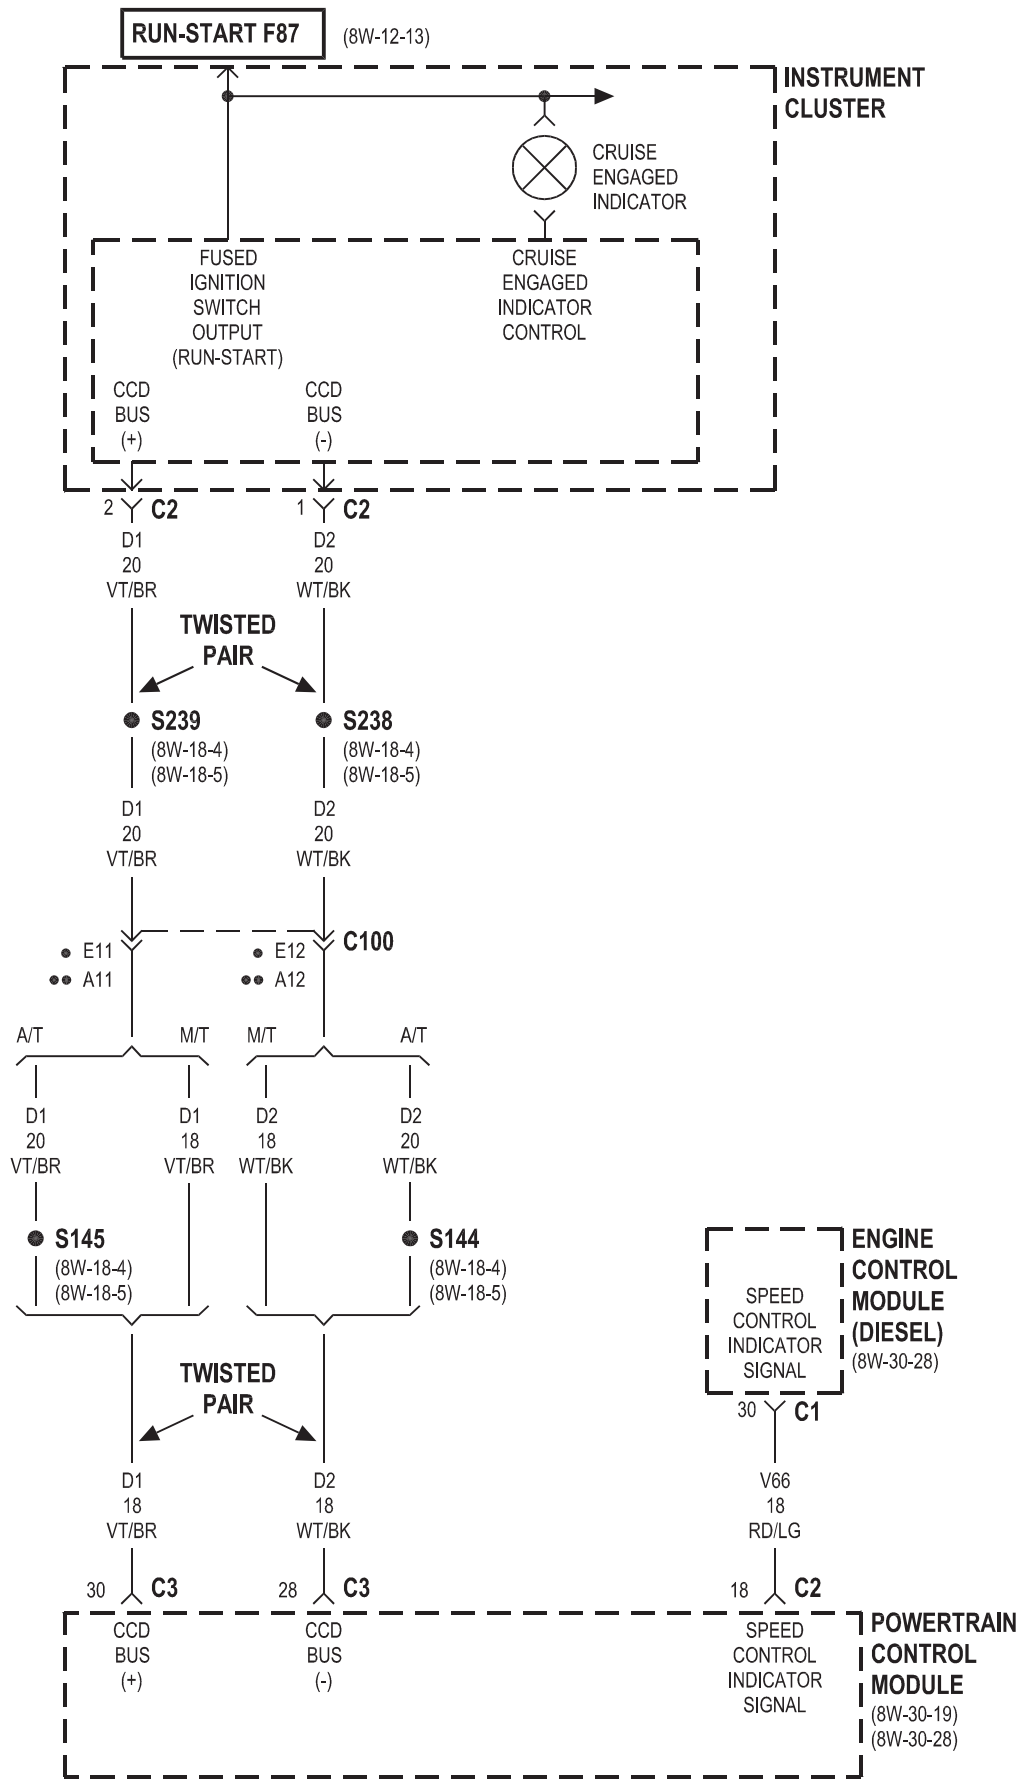 RUN-START F87 (8W-12-13)
INSTRUMENT
CLUSTER
CRUISE
ENGAGED
INDICATOR
FUSED
IGNITION
SWITCH
OUTPUT
(RUN-START)
CRUISE
ENGAGED
INDICATOR
CONTROL
CCD
BUS
(+)
CCD
BUS
(-)
2 C2
1 C2
D1
20
VT/BR
D2
20
WT/BK
TWISTED
PAIR
S239
(8W-18-4)
(8W-18-5)
S238
(8W-18-4)
(8W-18-5)
D1
20
VT/BR
D2
20
WT/BK
C100
• E11
•• A11
• E12
•• A12
A/T M/T M/T A/T
D1
20
VT/BR
D1
18
VT/BR
D2
18
WT/BK
D2
20
WT/BK
S145
(8W-18-4)
(8W-18-5)
S144
(8W-18-4)
(8W-18-5)
ENGINE
CONTROL
MODULE
(DIESEL)
(8W-30-28)
SPEED
CONTROL
INDICATOR
SIGNAL
30 C1
TWISTED
PAIR
D1
18
VT/BR
D2
18
WT/BK
V66
18
RD/LG
30 C3
28 C3
18 C2
CCD
BUS
(+)
CCD
BUS
(-)
SPEED
CONTROL
INDICATOR
SIGNAL
POWERTRAIN
CONTROL
MODULE
(8W-30-19)
(8W-30-28)